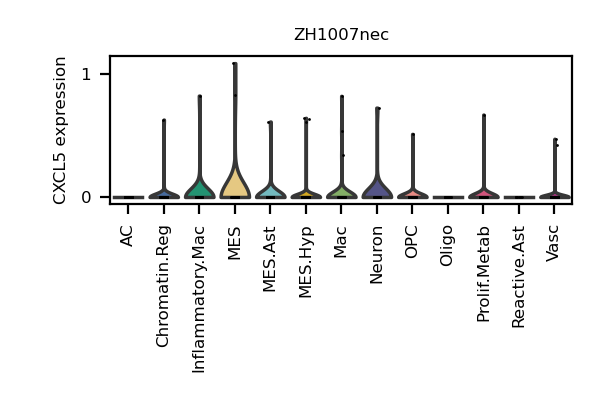 ZH1007nec
CXCL5 expression
1
0
AC
Chromatin.Reg
Inflammatory.Mac
MES
MES.Ast
MES.Hyp
Mac
Neuron
OPC
Oligo
Prolif.Metab
Reactive.Ast
Vasc